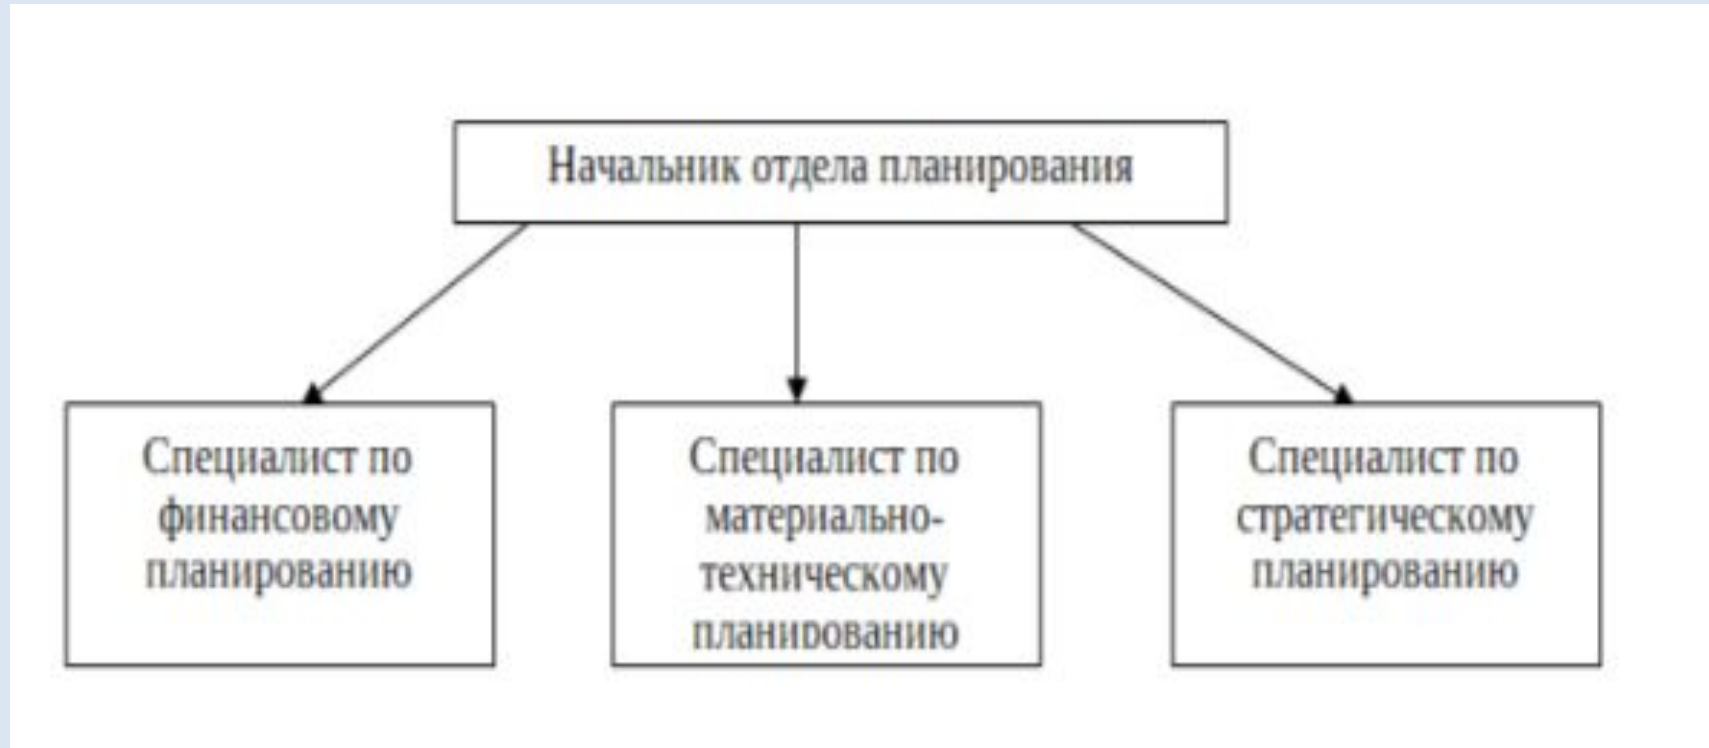 Начальник отдела планирования
Специалист по
финансовому
планированию
Специалист по
материально-
техническому
планированию
Специалист по
стратегическому
планированию